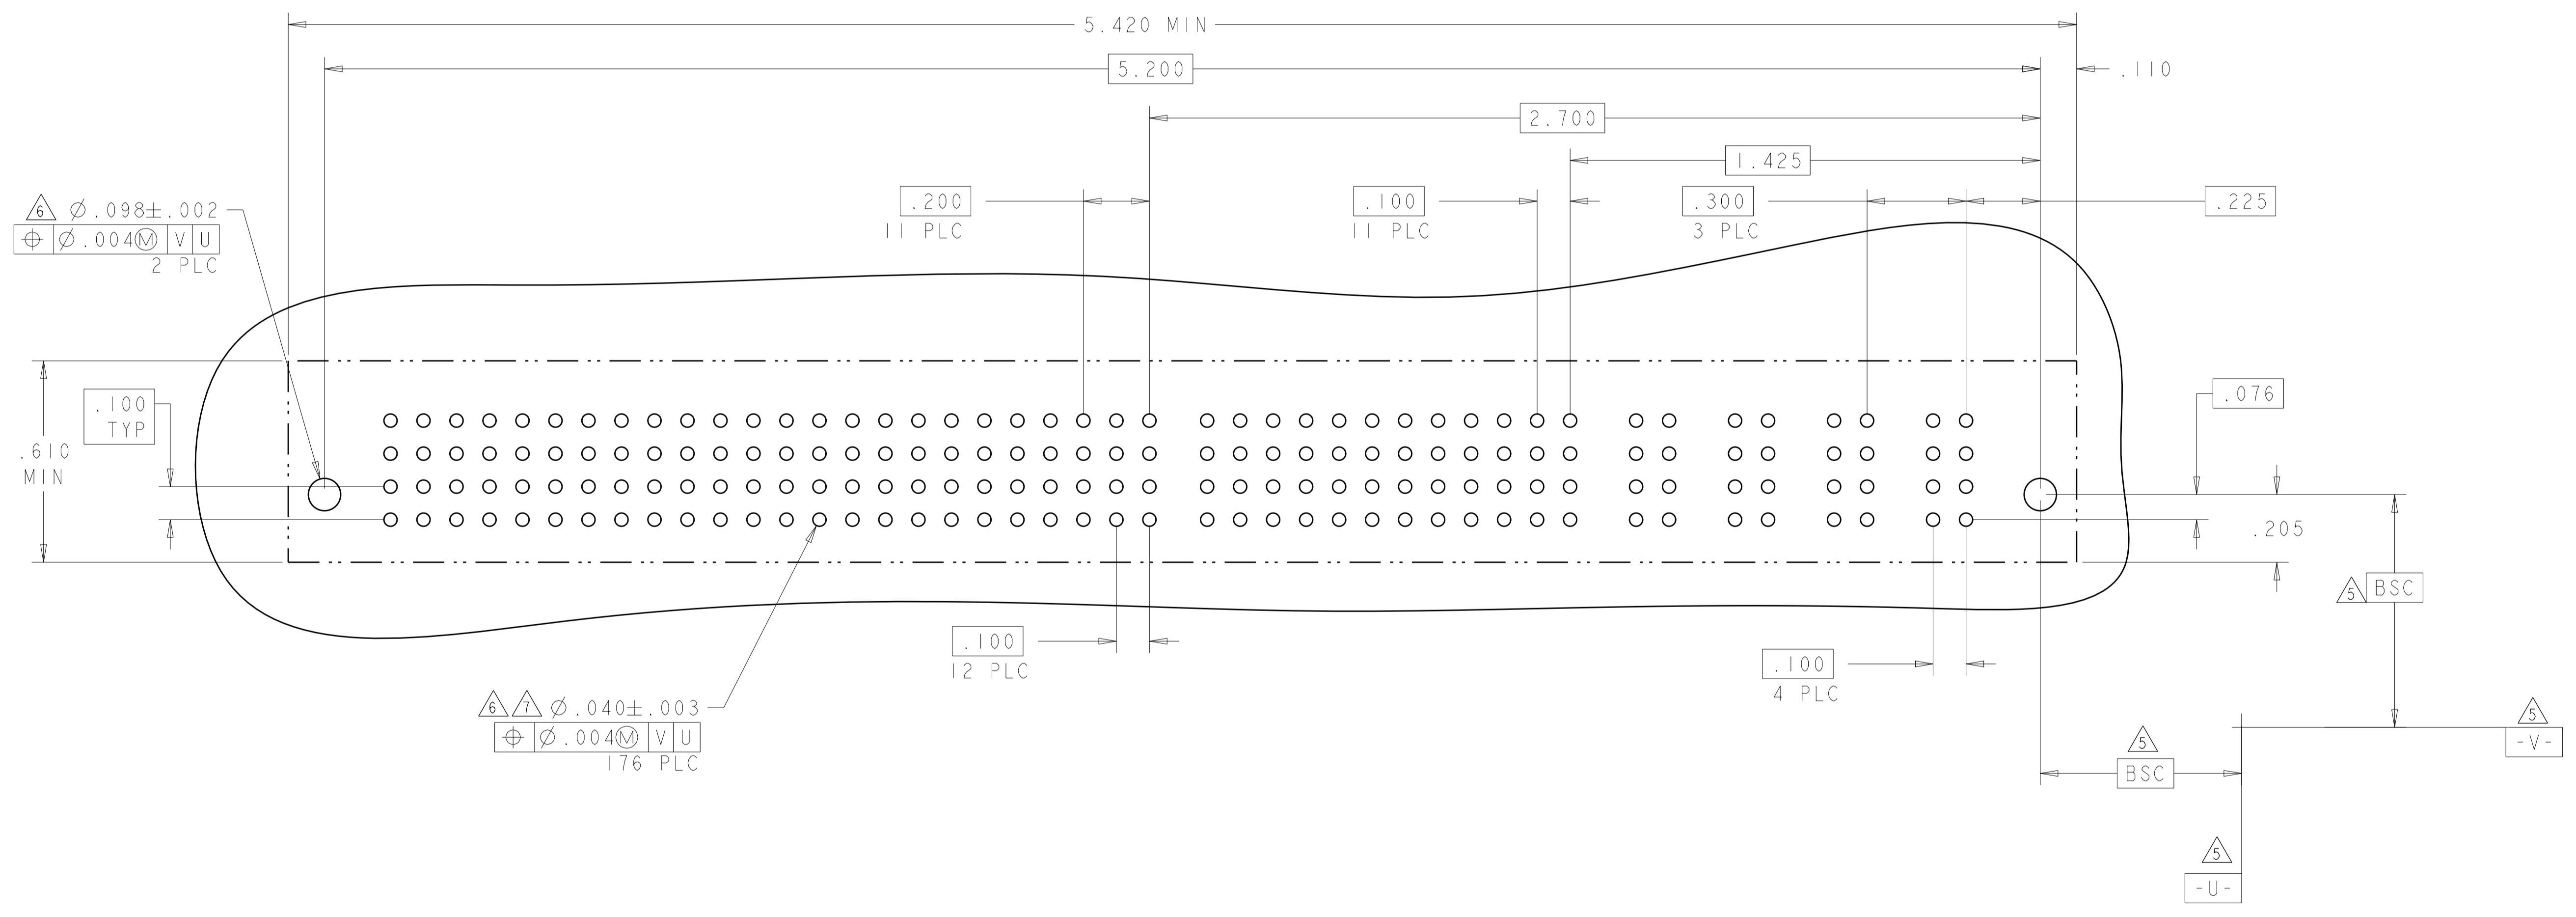 5.420 MIN
5.200
.110
2.700
1.425
.200
11 PLC
.100
11 PLC
.300
3 PLC
.225
6 Ø.098±.002
⌖ Ø.004Ⓜ V U
2 PLC
.100
TYP
.610
MIN
.076
.205
5 BSC
.100
12 PLC
.100
4 PLC
6 7 Ø.040±.003
⌖ Ø.004Ⓜ V U
176 PLC
5
-V-
5
BSC
5
-U-